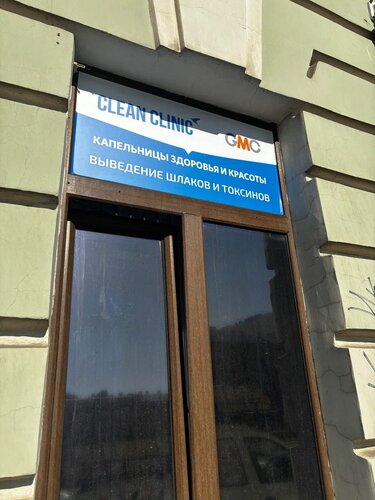 CLEAN CLINIC
GMC
КАПЕЛЬНИЦЫ ЗДОРОВЬЯ И КРАСОТЫ
ВЫВЕДЕНИЕ ШЛАКОВ И ТОКСИНОВ